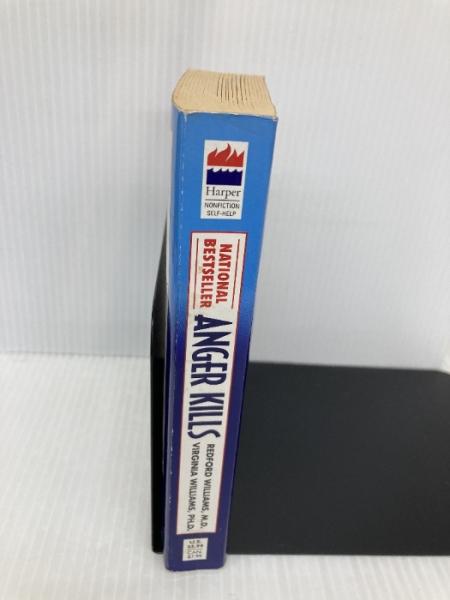 Harper
NONFICTION
SELF-HELP
NATIONAL
BESTSELLER
ANGER KILLS
REDFORD WILLIAMS, M.D.
VIRGINIA WILLIAMS, PH.D.